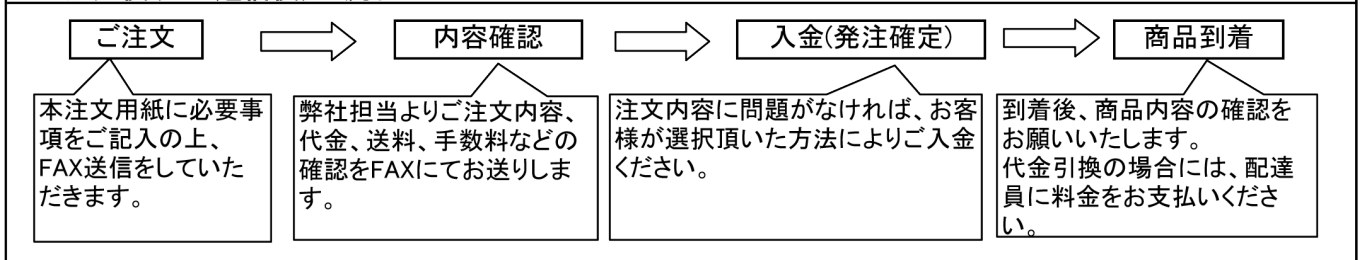 ご注文
内容確認
入金(発注確定)
商品到着
本注文用紙に必要事
項をご記入の上、
FAX送信をしていた
だきます。
弊社担当よりご注文内容、
代金、送料、手数料などの
確認をFAXにてお送りしま
す。
注文内容に問題がなければ、お客
様が選択頂いた方法によりご入金
ください。
到着後、商品内容の確認を
お願いいたします。
代金引換の場合には、配達
員に料金をお支払いくださ
い。